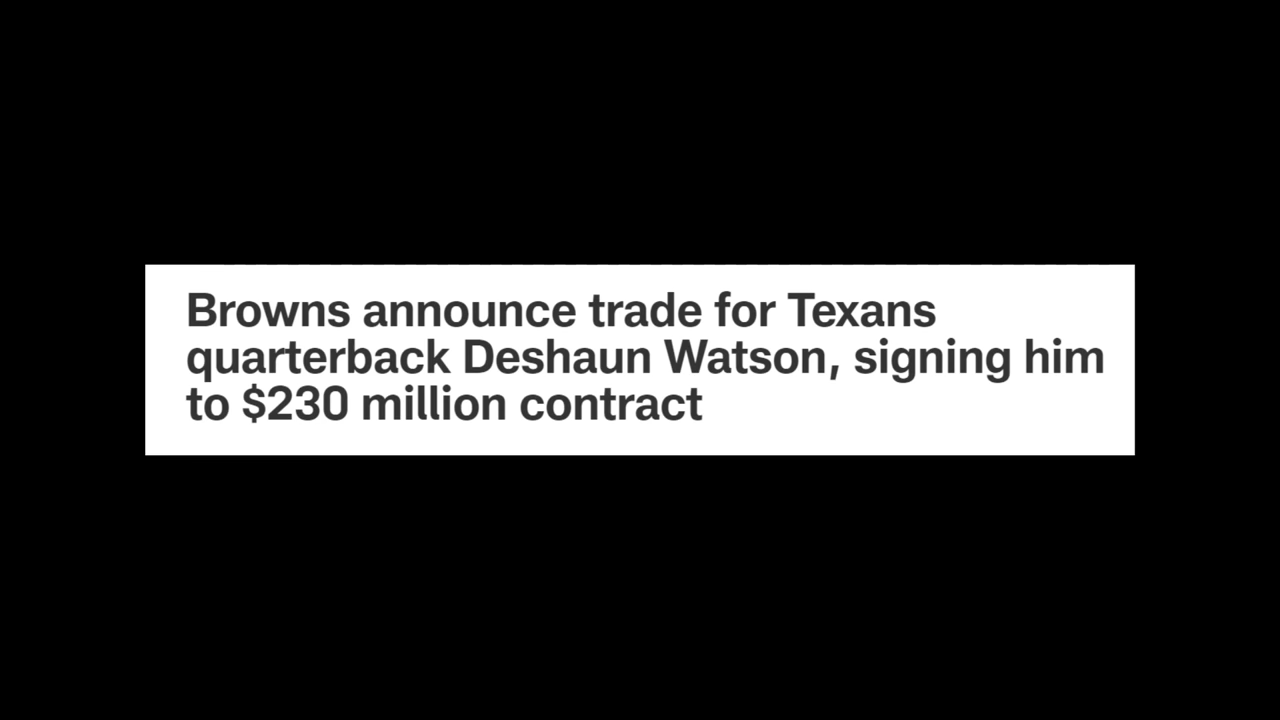 Browns announce trade for Texans
quarterback Deshaun Watson, signing him
to $230 million contract